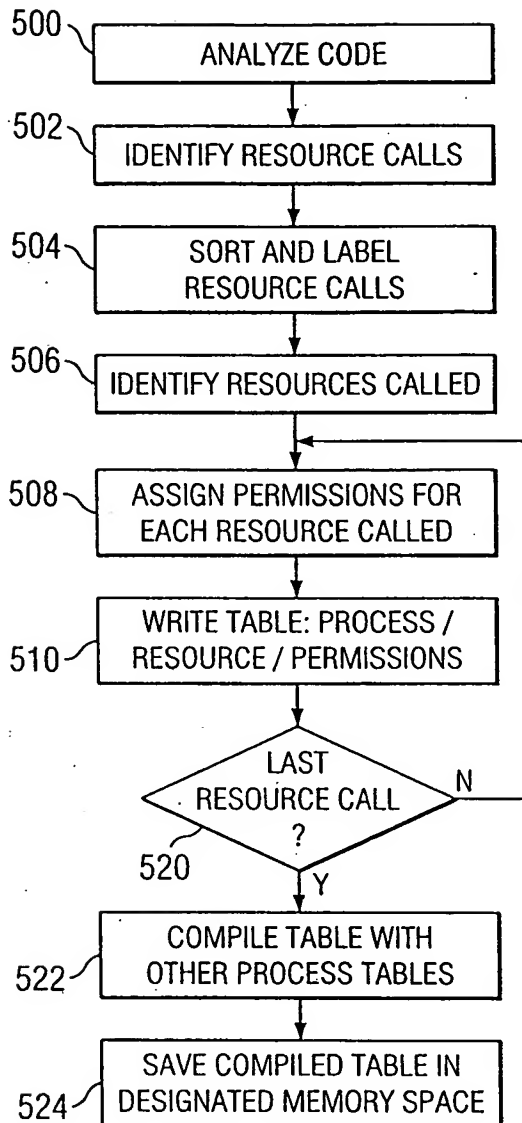 500
ANALYZE CODE
502
IDENTIFY RESOURCE CALLS
504
SORT AND LABEL
RESOURCE CALLS
506
IDENTIFY RESOURCES CALLED
508
ASSIGN PERMISSIONS FOR
EACH RESOURCE CALLED
510
WRITE TABLE: PROCESS /
RESOURCE / PERMISSIONS
LAST
RESOURCE CALL
?
N
520
Y
522
COMPILE TABLE WITH
OTHER PROCESS TABLES
524
SAVE COMPILED TABLE IN
DESIGNATED MEMORY SPACE